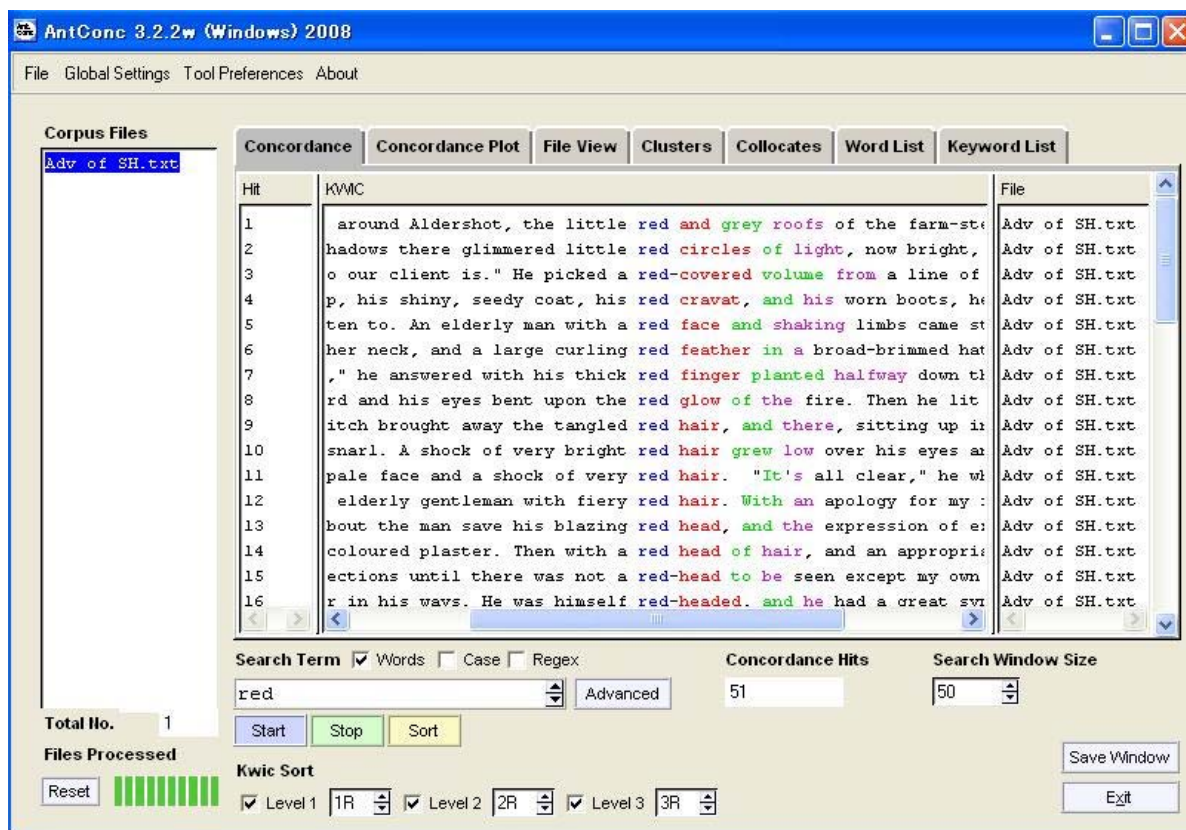 AntConc 3.2.2w (Windows) 2008
File Global Settings Tool Preferences About
Corpus Files
Adv of SH.txt
Concordance Concordance Plot File View Clusters Collocates Word List Keyword List
Hit KWIC File
1 around Aldershot, the little red and grey roofs of the farm-ste Adv of SH.txt
2 hadows there glimmered little red circles of light, now bright, Adv of SH.txt
3 o our client is." He picked a red-covered volume from a line of Adv of SH.txt
4 p, his shiny, seedy coat, his red cravat, and his worn boots, he Adv of SH.txt
5 ten to. An elderly man with a red face and shaking limbs came st Adv of SH.txt
6 her neck, and a large curling red feather in a broad-brimmed hat Adv of SH.txt
7 ," he answered with his thick red finger planted halfway down th Adv of SH.txt
8 rd and his eyes bent upon the red glow of the fire. Then he lit Adv of SH.txt
9 itch brought away the tangled red hair, and there, sitting up in Adv of SH.txt
10 snarl. A shock of very bright red hair grew low over his eyes an Adv of SH.txt
11 pale face and a shock of very red hair. "It's all clear," he wh Adv of SH.txt
12 elderly gentleman with fiery red hair. With an apology for my Adv of SH.txt
13 bout the man save his blazing red head, and the expression of ex Adv of SH.txt
14 coloured plaster. Then with a red head of hair, and an appropria Adv of SH.txt
15 ections until there was not a red-head to be seen except my own Adv of SH.txt
16 r in his ways. He was himself red-headed, and he had a great sym Adv of SH.txt
Search Term Words Case Regex Concordance Hits Search Window Size
red Advanced 51 50
Total No. 1
Start Stop Sort
Files Processed
Reset
Kwic Sort
Level 1 1R Level 2 2R Level 3 3R
Save Window
Exit